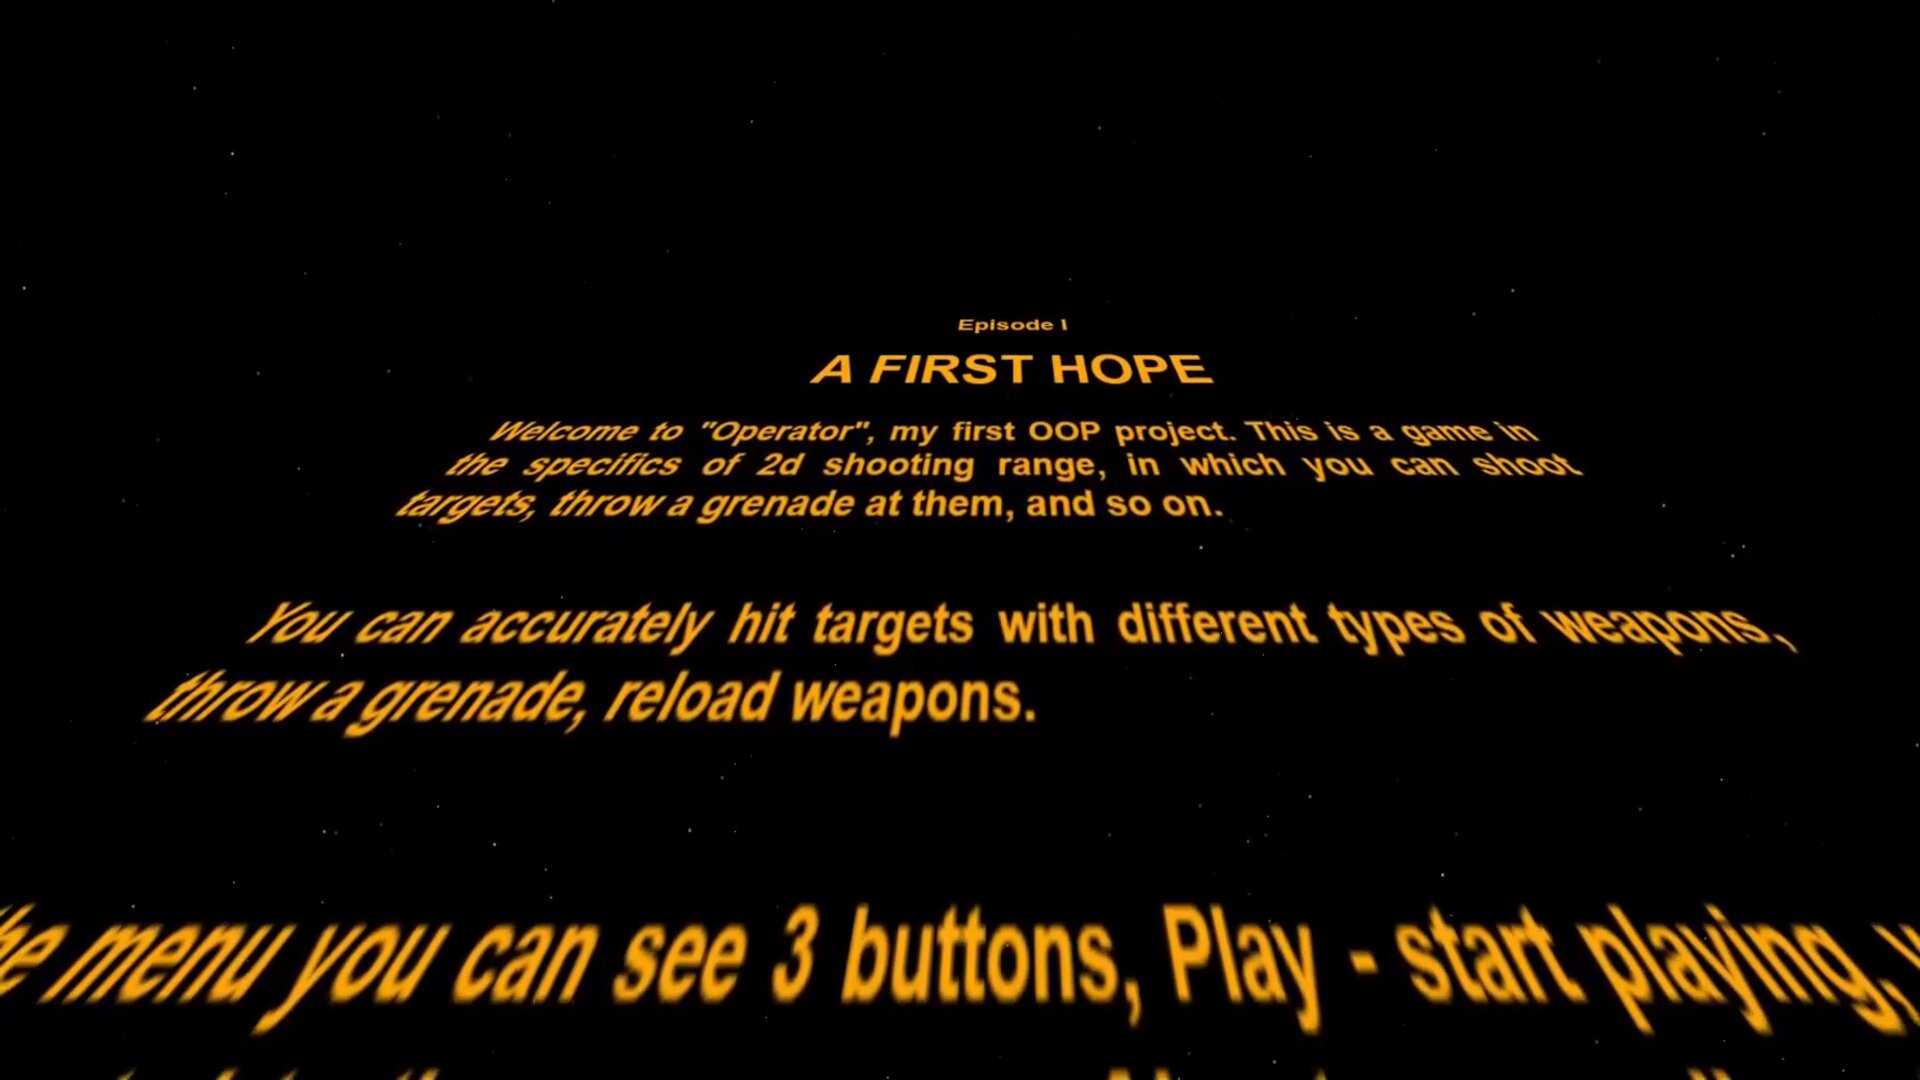 Episode I
A FIRST HOPE
Welcome to "Operator", my first OOP project. This is a game in
the specifics of 2d shooting range, in which you can shoot
targets, throw a grenade at them, and so on.
You can accurately hit targets with different types of weapons,
throw a grenade, reload weapons.
menu you can see 3 buttons, Play - start playing,